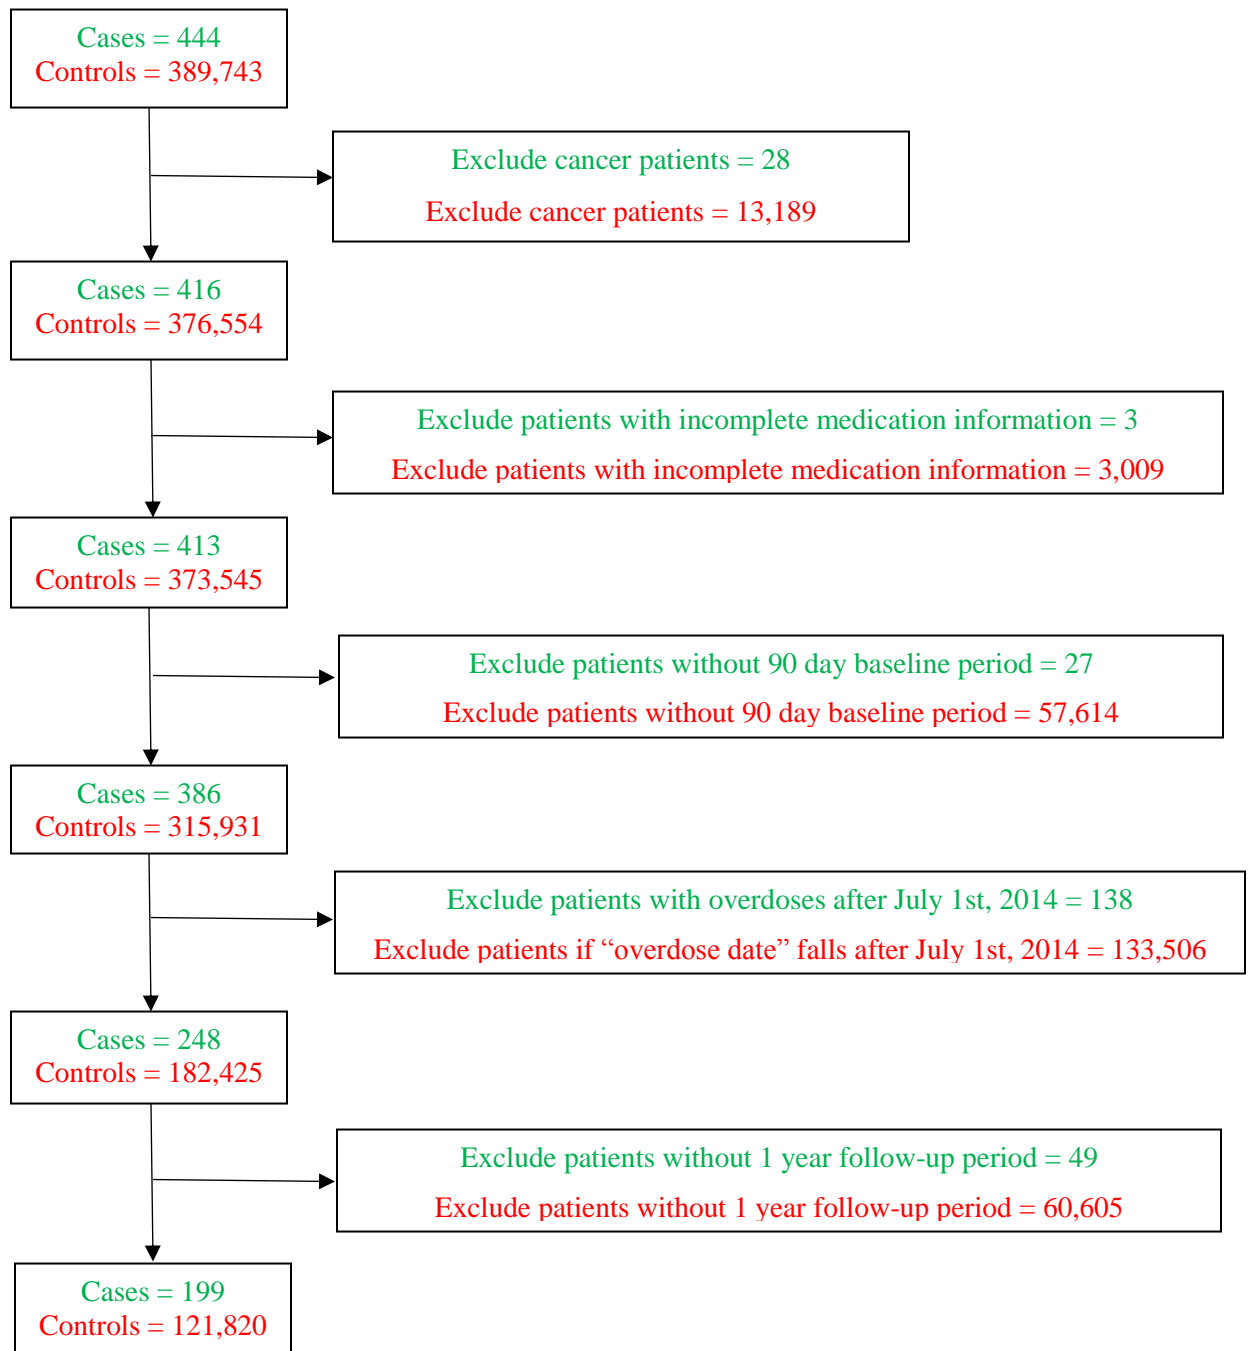 Cases = 444
Controls = 389,743
Exclude cancer patients = 28
Exclude cancer patients = 13,189
Cases = 416
Controls = 376,554
Exclude patients with incomplete medication information = 3
Exclude patients with incomplete medication information = 3,009
Cases = 413
Controls = 373,545
Exclude patients without 90 day baseline period = 27
Exclude patients without 90 day baseline period = 57,614
Cases = 386
Controls = 315,931
Exclude patients with overdoses after July 1st, 2014 = 138
Exclude patients if “overdose date” falls after July 1st, 2014 = 133,506
Cases = 248
Controls = 182,425
Exclude patients without 1 year follow-up period = 49
Exclude patients without 1 year follow-up period = 60,605
Cases = 199
Controls = 121,820